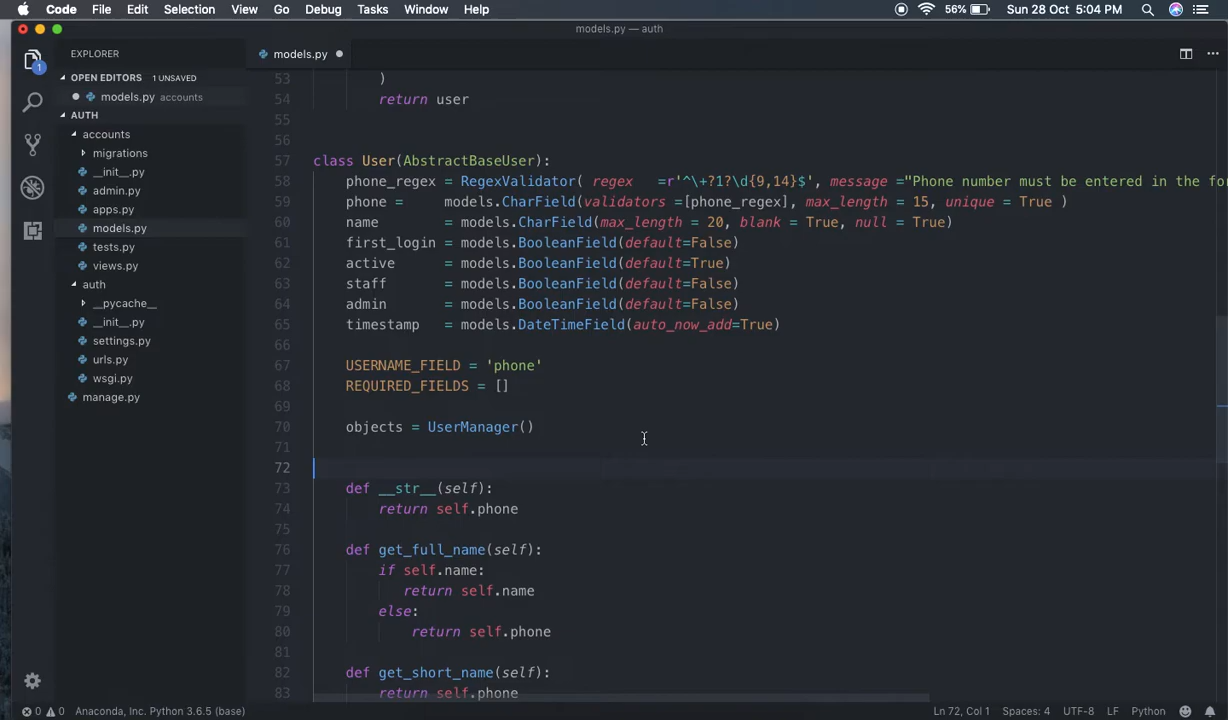 Code File Edit Selection View Go Debug Tasks Window Help 56% Sun 28 Oct 5:04 PM
models.py — auth
EXPLORER
OPEN EDITORS 1 UNSAVED
models.py accounts
AUTH
accounts
migrations
__init__.py
admin.py
apps.py
models.py
tests.py
views.py
auth
__pycache__
__init__.py
settings.py
urls.py
wsgi.py
manage.py
1
models.py
53 )
54 return user
55
56
57 class User(AbstractBaseUser):
58 phone_regex = RegexValidator( regex =r'^\+?1?\d{9,14}$', message ="Phone number must be entered in the for
59 phone = models.CharField(validators =[phone_regex], max_length = 15, unique = True )
60 name = models.CharField(max_length = 20, blank = True, null = True)
61 first_login = models.BooleanField(default=False)
62 active = models.BooleanField(default=True)
63 staff = models.BooleanField(default=False)
64 admin = models.BooleanField(default=False)
65 timestamp = models.DateTimeField(auto_now_add=True)
66
67 USERNAME_FIELD = 'phone'
68 REQUIRED_FIELDS = []
69
70 objects = UserManager()
71
72
73 def __str__(self):
74 return self.phone
75
76 def get_full_name(self):
77 if self.name:
78 return self.name
79 else:
80 return self.phone
81
82 def get_short_name(self):
83 return self.phone
0 0 Anaconda, Inc. Python 3.6.5 (base) Ln 72, Col 1 Spaces: 4 UTF-8 LF Python